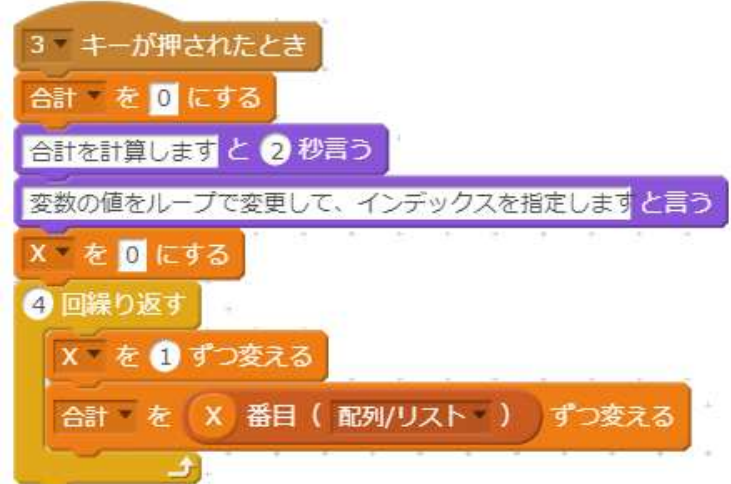 3 キーが押されたとき
合計 を 0 にする
合計を計算します と 2 秒言う
変数の値をループで変更して、インデックスを指定します と言う
X を 0 にする
4 回繰り返す
X を 1 ずつ変える
合計 を X 番目 ( 配列/リスト ) ずつ変える